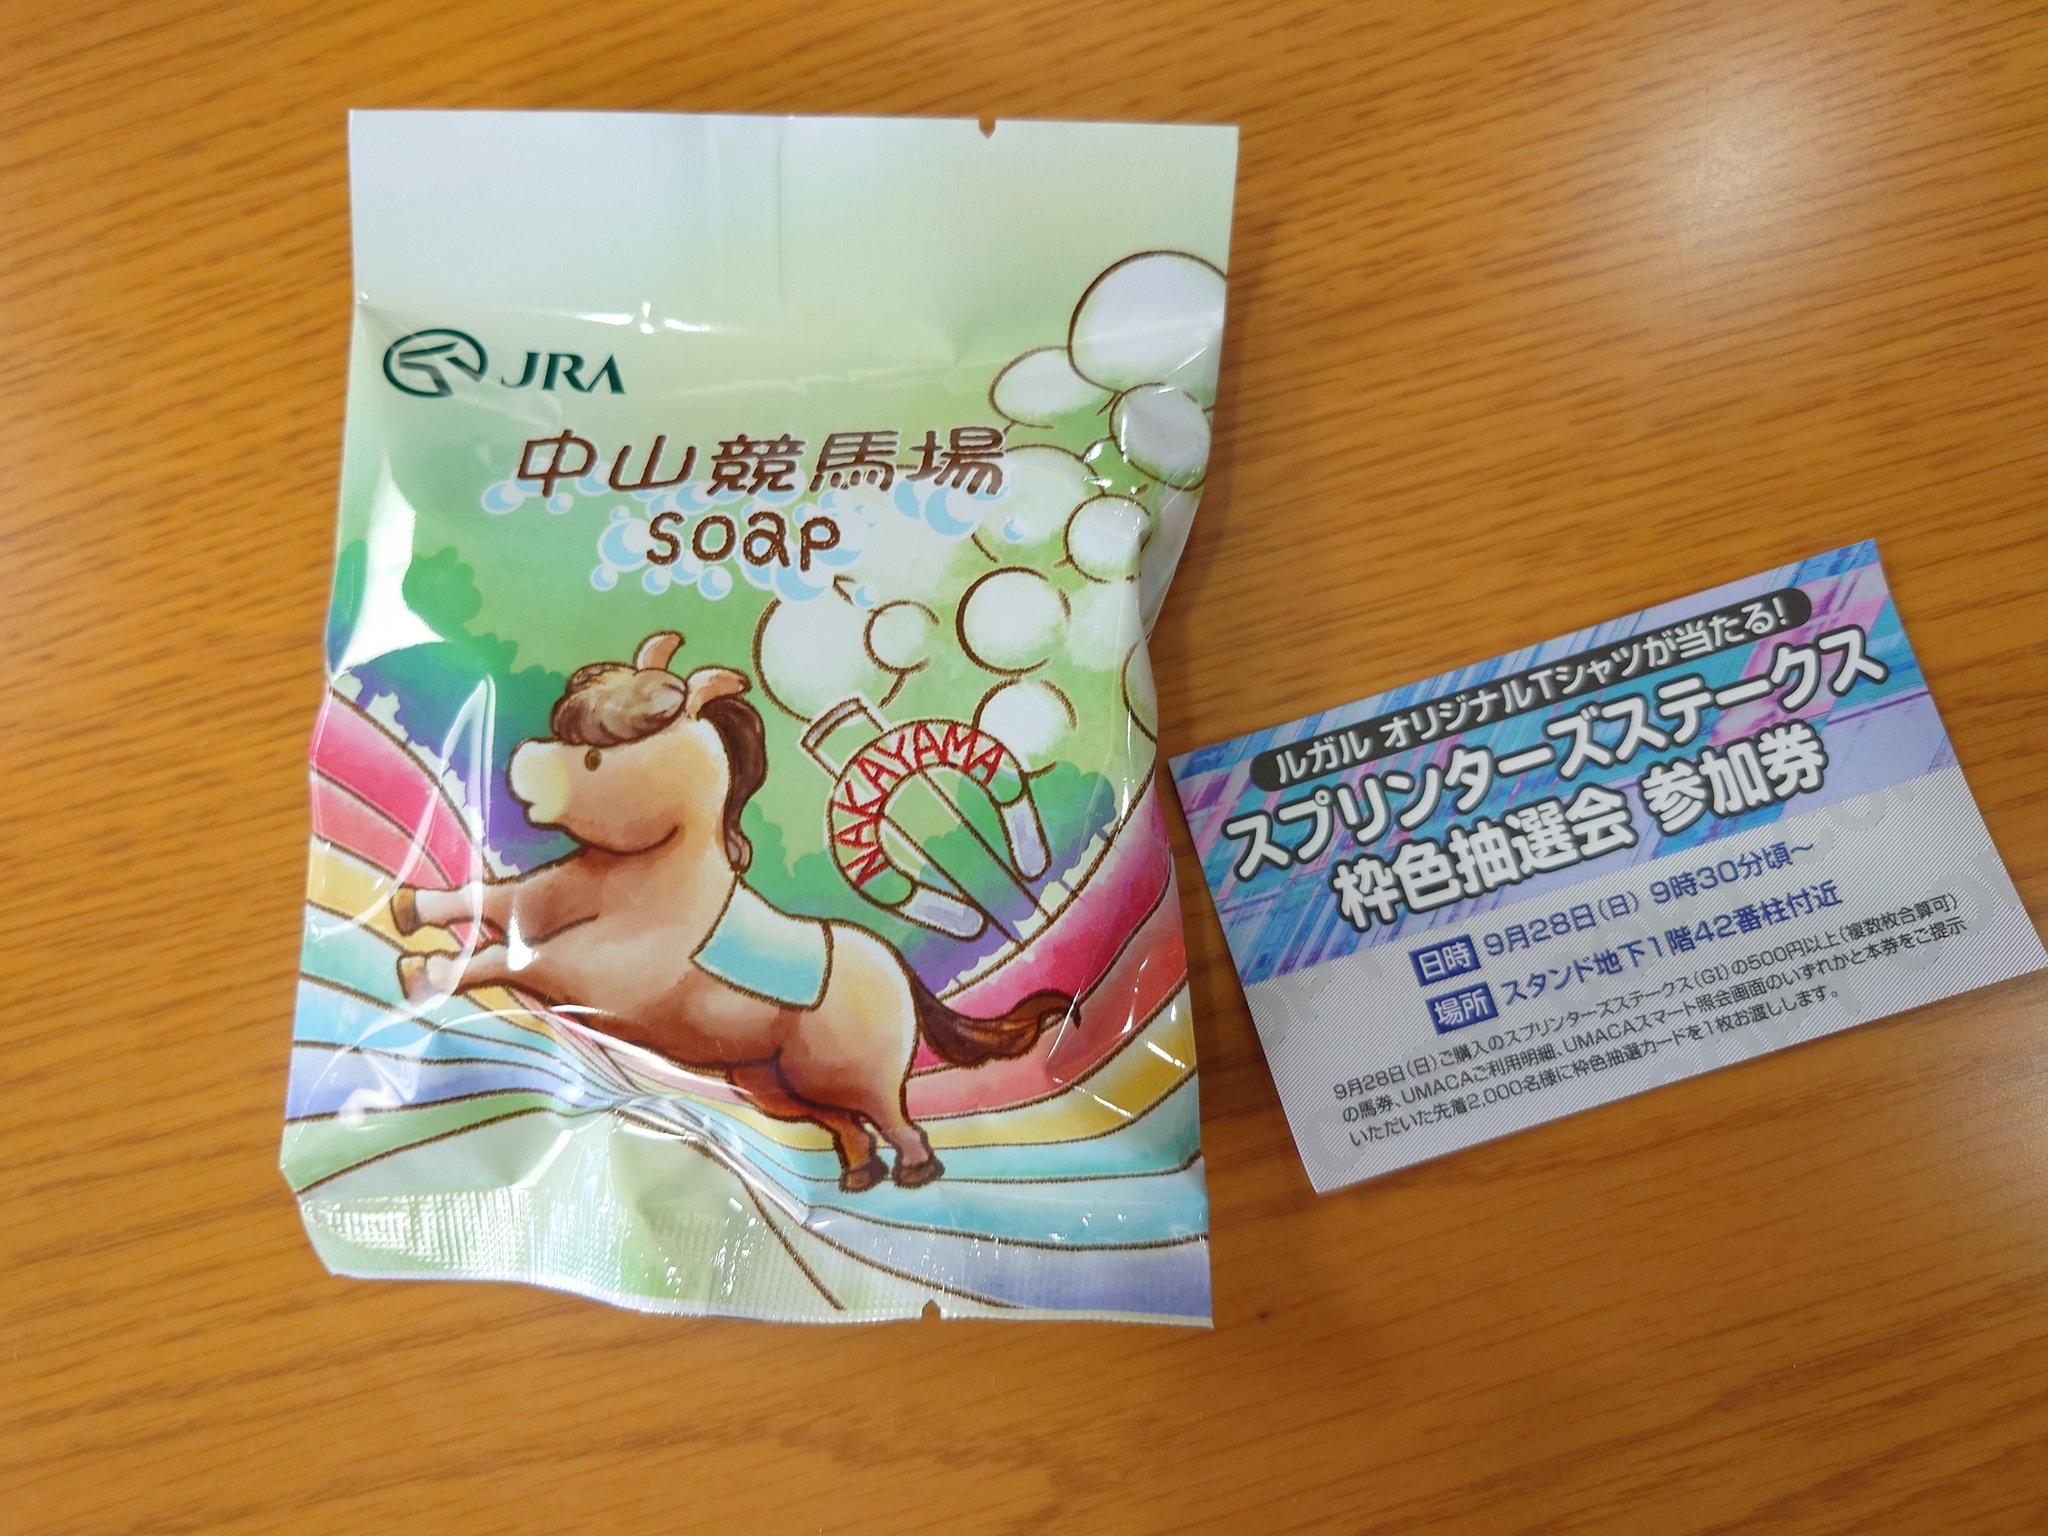 JRA
中山競馬場
soap
NAKAYAMA
ルガル オリジナルTシャツが当たる!
スプリンターズステークス
枠色抽選会 参加券
日時 9月28日(日) 9時30分頃〜
場所 スタンド地下1階42番柱付近
9月28日(日)ご購入のスプリンターズステークス(GI)の500円以上(複数枚合算可)
の馬券、UMACAご利用明細、UMACAスマート照会画面のいずれかと本券をご提示
いただいた先着2,000名様に枠色抽選カードを1枚お渡しします。